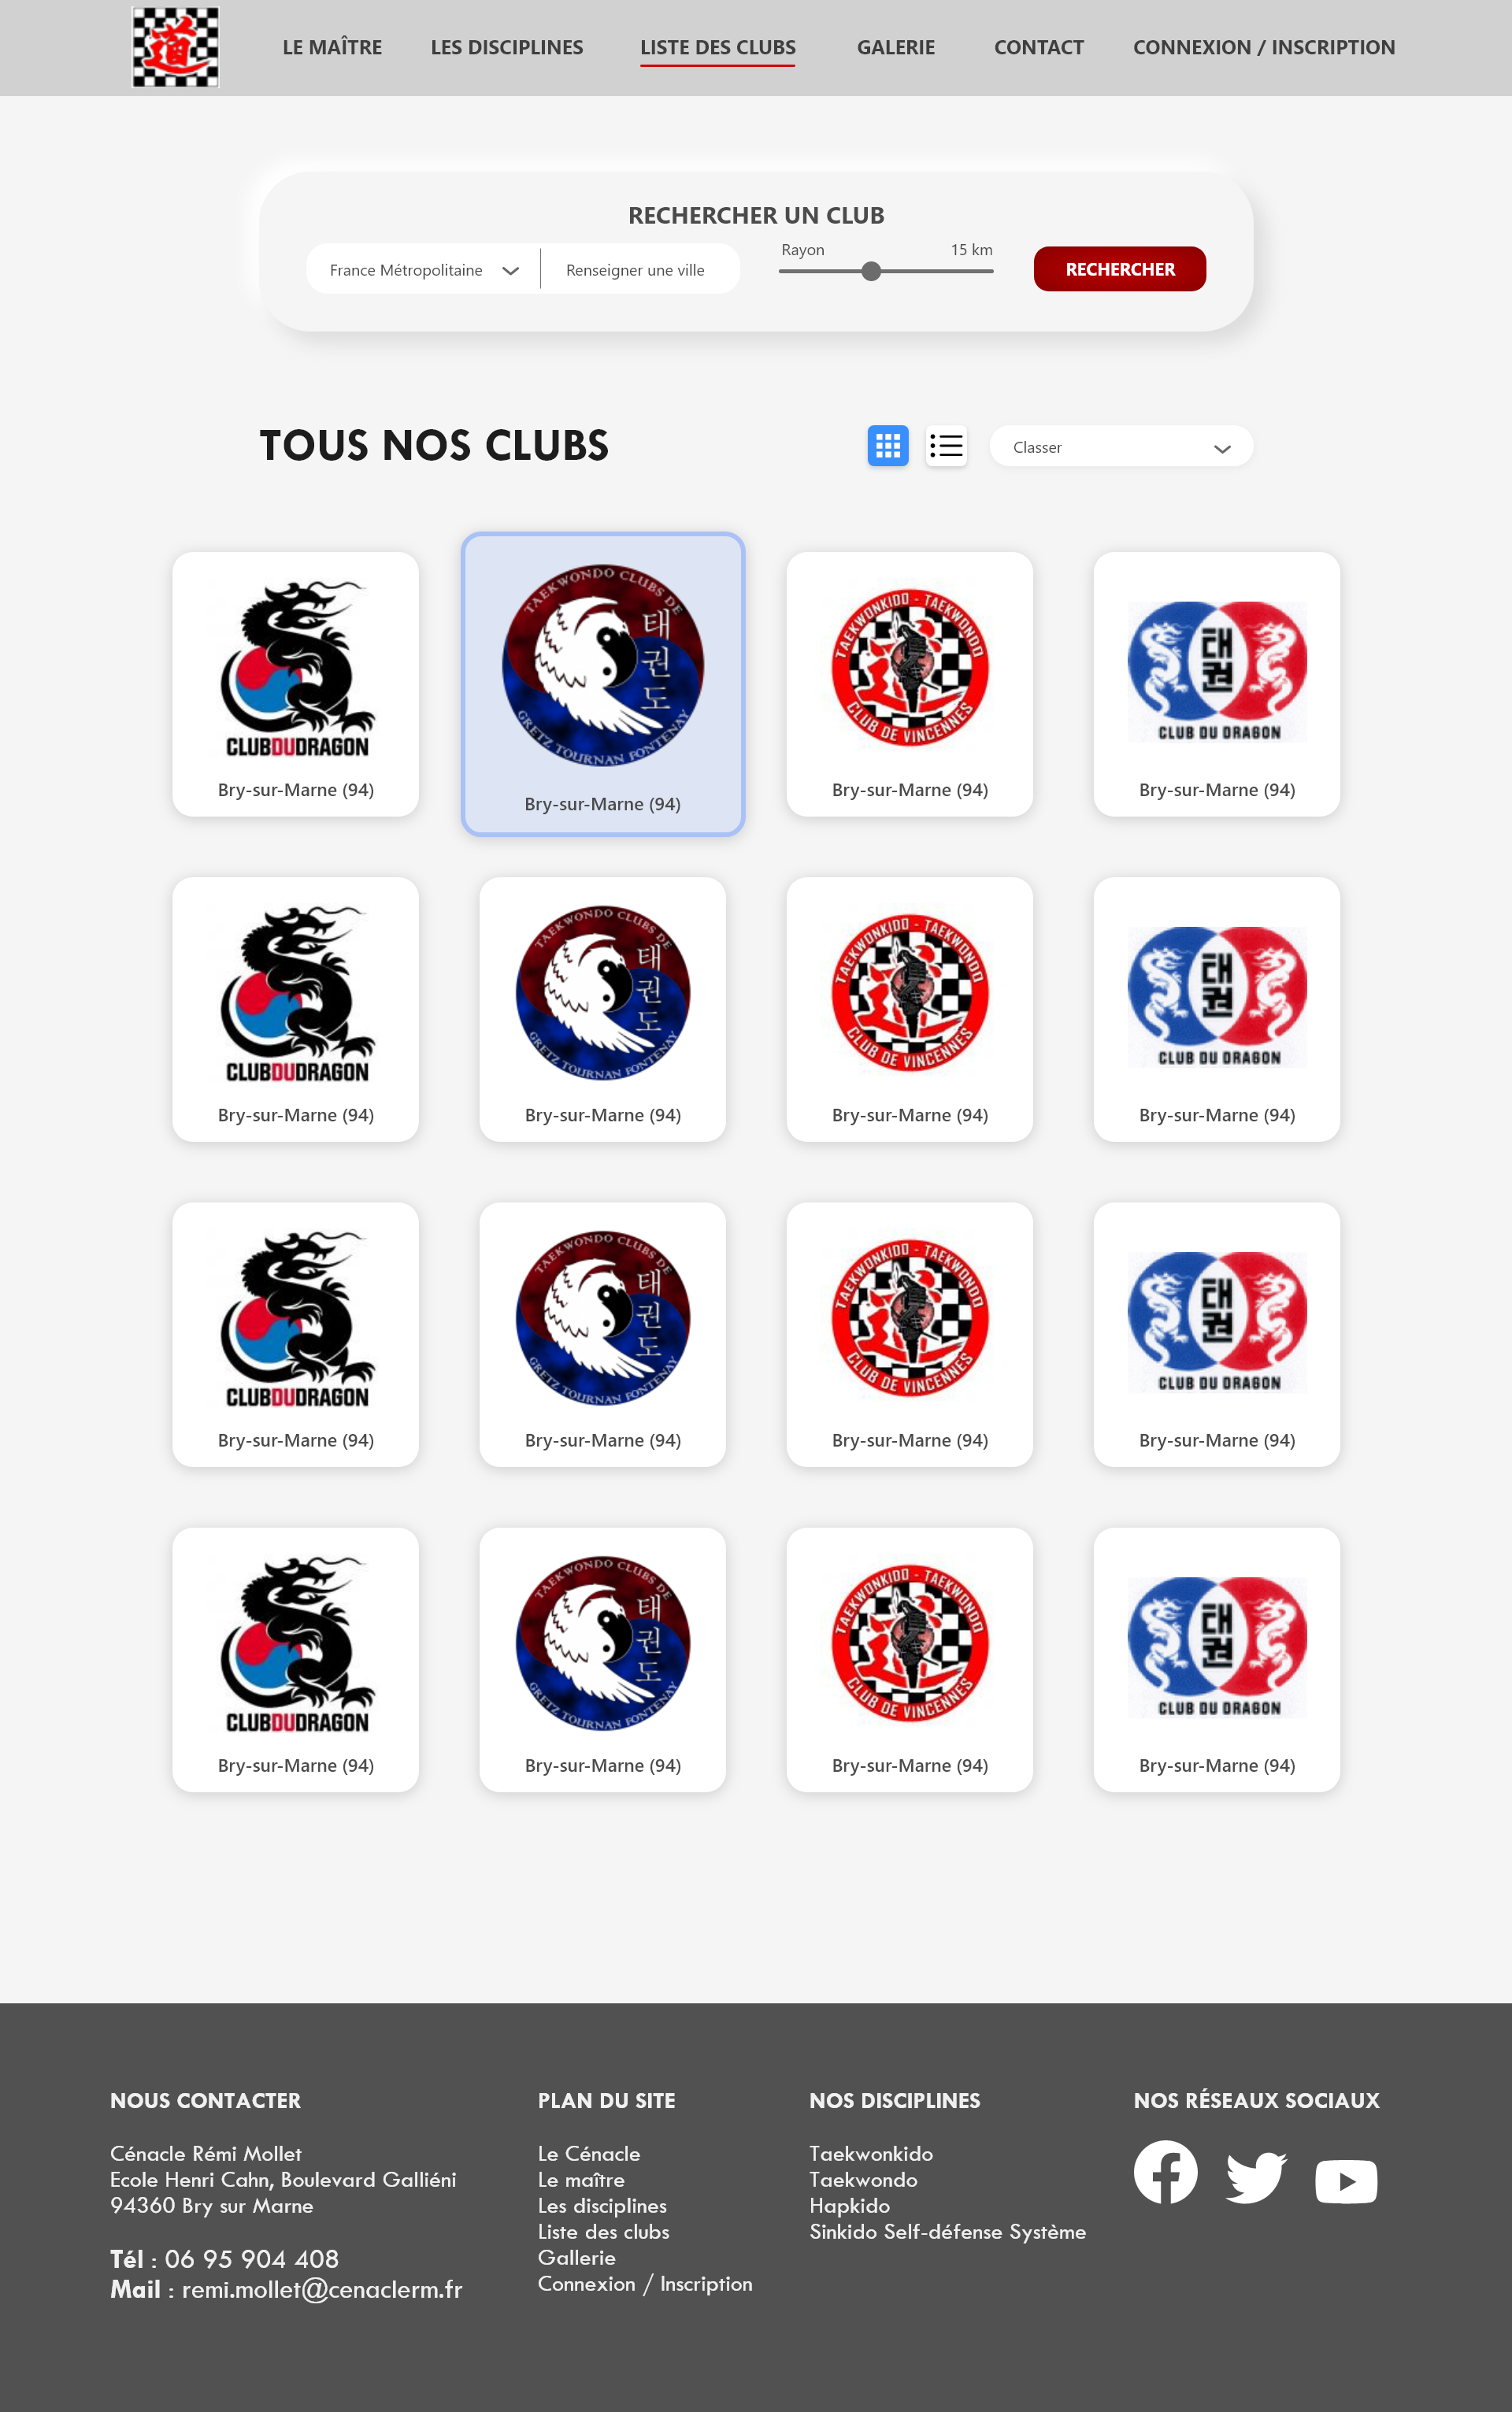 道
LE MAÎTRE LES DISCIPLINES LISTE DES CLUBS GALERIE CONTACT CONNEXION / INSCRIPTION
RECHERCHER UN CLUB
Rayon 15 km
France Métropolitaine Renseigner une ville RECHERCHER
TOUS NOS CLUBS
Classer
CLUBDUDRAGON
Bry-sur-Marne (94)
TAEKWONDO CLUBS DE
태권도
GRETZ TOURNAN FONTENAY
Bry-sur-Marne (94)
TAEKWONKIDO - TAEKWONDO
CLUB DE VINCENNES
Bry-sur-Marne (94)
태권
CLUB DU DRAGON
Bry-sur-Marne (94)
CLUBDUDRAGON
Bry-sur-Marne (94)
TAEKWONDO CLUBS DE
태권도
GRETZ TOURNAN FONTENAY
Bry-sur-Marne (94)
TAEKWONKIDO - TAEKWONDO
CLUB DE VINCENNES
Bry-sur-Marne (94)
태권
CLUB DU DRAGON
Bry-sur-Marne (94)
CLUBDUDRAGON
Bry-sur-Marne (94)
TAEKWONDO CLUBS DE
태권도
GRETZ TOURNAN FONTENAY
Bry-sur-Marne (94)
TAEKWONKIDO - TAEKWONDO
CLUB DE VINCENNES
Bry-sur-Marne (94)
태권
CLUB DU DRAGON
Bry-sur-Marne (94)
CLUBDUDRAGON
Bry-sur-Marne (94)
TAEKWONDO CLUBS DE
태권도
GRETZ TOURNAN FONTENAY
Bry-sur-Marne (94)
TAEKWONKIDO - TAEKWONDO
CLUB DE VINCENNES
Bry-sur-Marne (94)
태권
CLUB DU DRAGON
Bry-sur-Marne (94)
NOUS CONTACTER
Cénacle Rémi Mollet
Ecole Henri Cahn, Boulevard Galliéni
94360 Bry sur Marne
Tél : 06 95 904 408
Mail : remi.mollet@cenaclerm.fr
PLAN DU SITE
Le Cénacle
Le maître
Les disciplines
Liste des clubs
Gallerie
Connexion / Inscription
NOS DISCIPLINES
Taekwonkido
Taekwondo
Hapkido
Sinkido Self-défense Système
NOS RÉSEAUX SOCIAUX